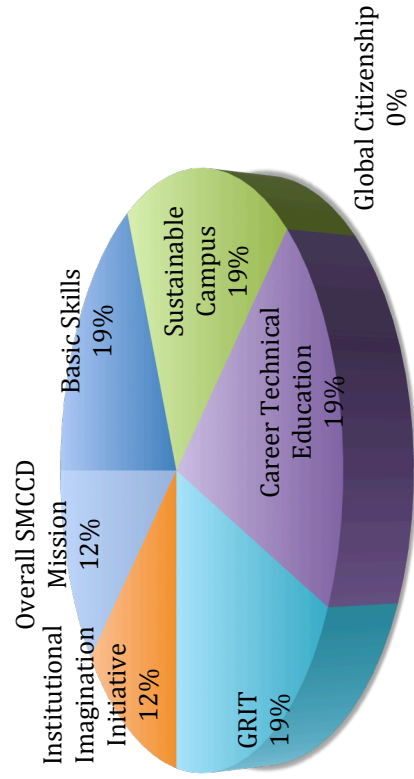 Overall SMCCD
Mission
12%
Basic Skills
19%
Sustainable
Campus
19%
Global Citizenship
0%
Career Technical
Education
19%
GRIT
19%
Institutional
Imagination
Initiative
12%